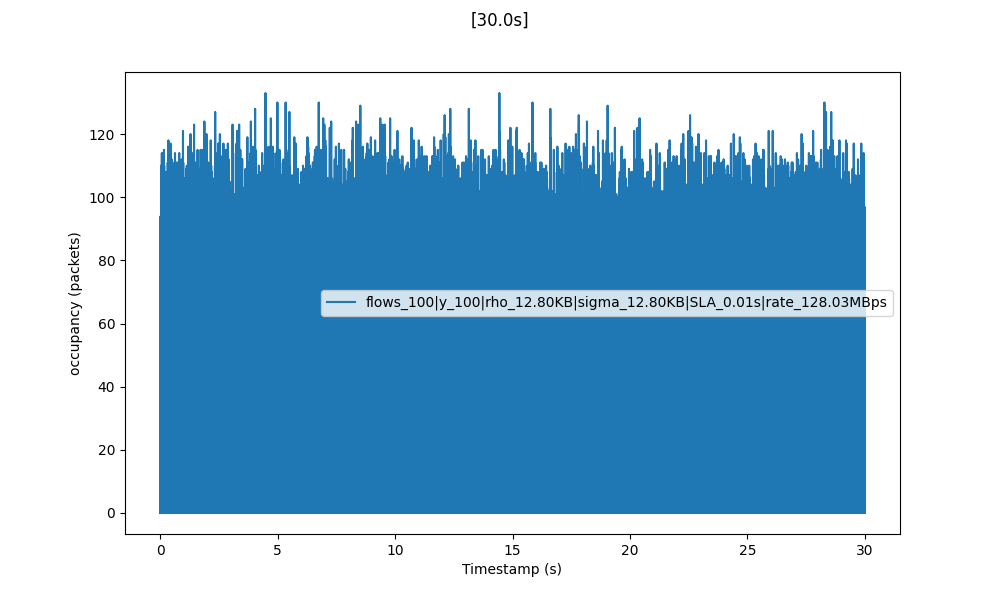 [30.0s]
occupancy (packets)
120
100
80
60
40
20
0
flows_100|y_100|rho_12.80KB|sigma_12.80KB|SLA_0.01s|rate_128.03MBps
0 5 10 15 20 25 30
Timestamp (s)